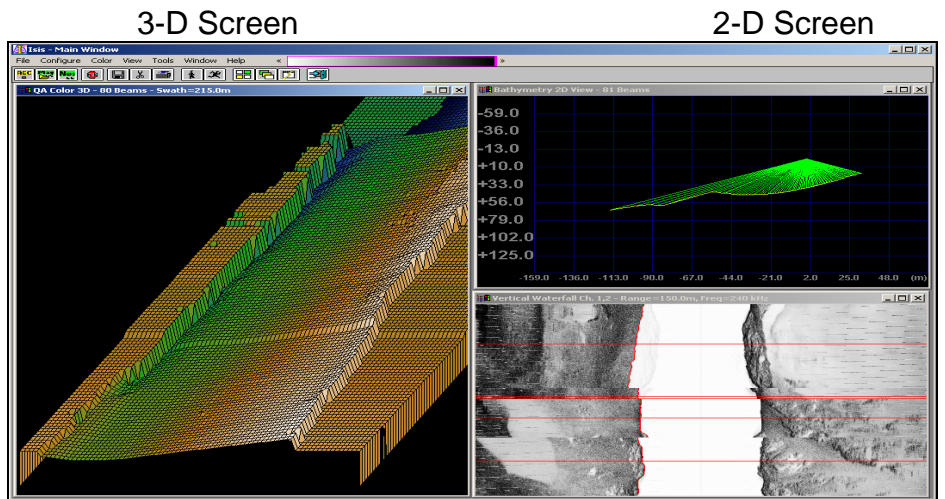 3-D Screen
2-D Screen
Isis - Main Window
File Configure Color View Tools Window Help « »
QA Color 3D - 80 Beams - Swath=215.0m
Bathymetry 2D View - 81 Beams
-59.0
-36.0
-13.0
+10.0
+33.0
+56.0
+79.0
+102.0
+125.0
-159.0 -136.0 -113.0 -90.0 -67.0 -44.0 -21.0 2.0 25.0 48.0 (m)
Vertical Waterfall Ch. 1,2 - Range=150.0m, Freq=240 kHz